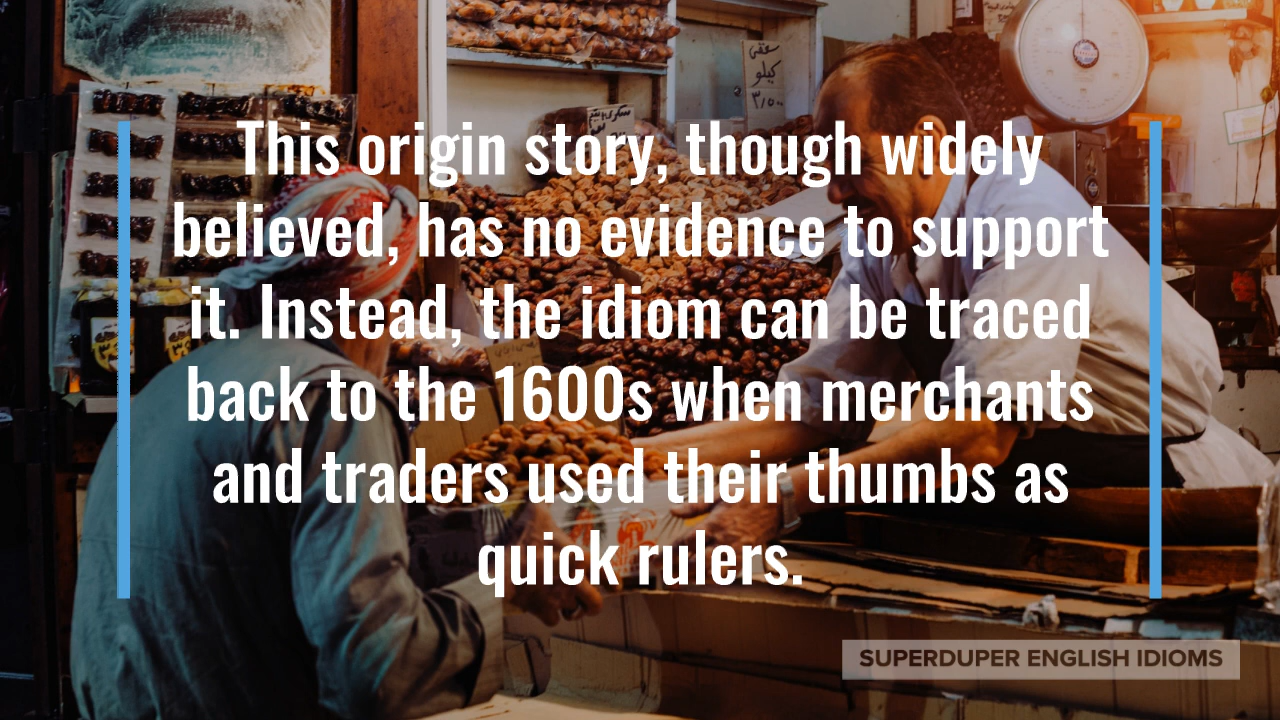 This origin story, though widely
believed, has no evidence to support
it. Instead, the idiom can be traced
back to the 1600s when merchants
and traders used their thumbs as
quick rulers.
SUPERDUPER ENGLISH IDIOMS
كيلو